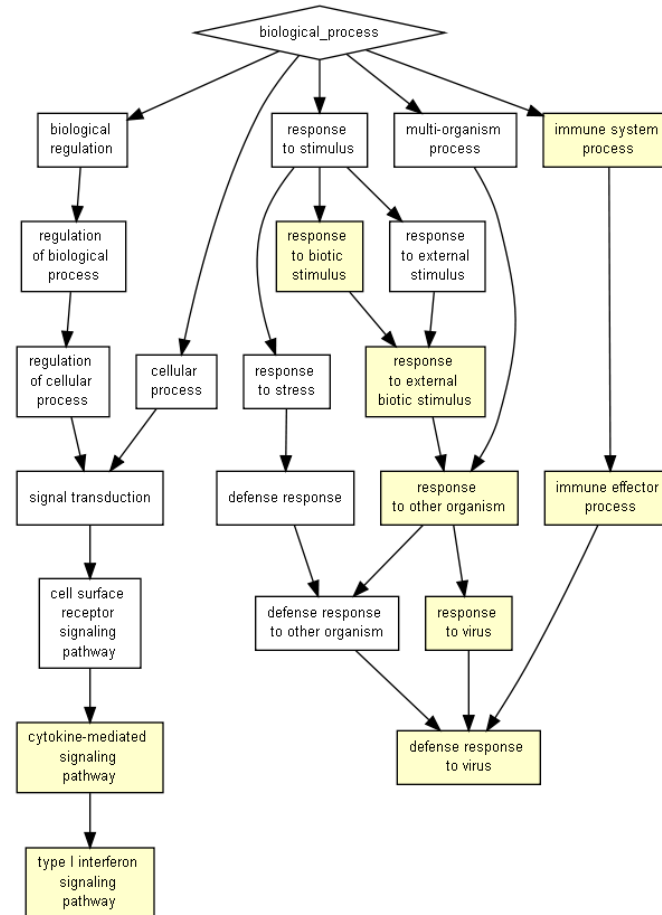 biological_process
biological
regulation
response
to stimulus
multi-organism
process
immune system
process
regulation
of biological
process
response
to biotic
stimulus
response
to external
stimulus
regulation
of cellular
process
cellular
process
response
to stress
response
to external
biotic stimulus
signal transduction
defense response
response
to other organism
immune effector
process
cell surface
receptor
signaling
pathway
defense response
to other organism
response
to virus
cytokine-mediated
signaling
pathway
defense response
to virus
type I interferon
signaling
pathway